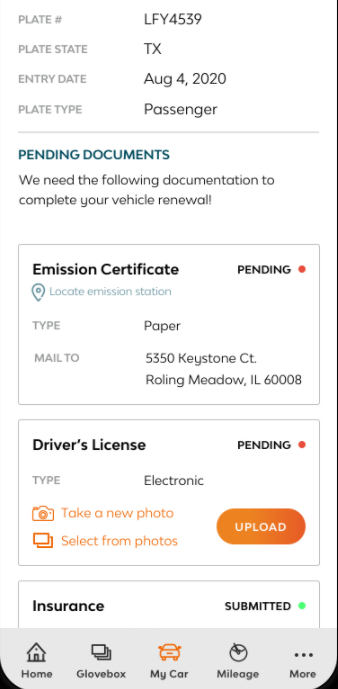 PLATE # LFY4539
PLATE STATE TX
ENTRY DATE Aug 4, 2020
PLATE TYPE Passenger
PENDING DOCUMENTS
We need the following documentation to
complete your vehicle renewal!
Emission Certificate PENDING
Locate emission station
TYPE Paper
MAIL TO 5350 Keystone Ct.
Roling Meadow, IL 60008
Driver's License PENDING
TYPE Electronic
Take a new photo
Select from photos
UPLOAD
Insurance SUBMITTED
Home Glovebox My Car Mileage More